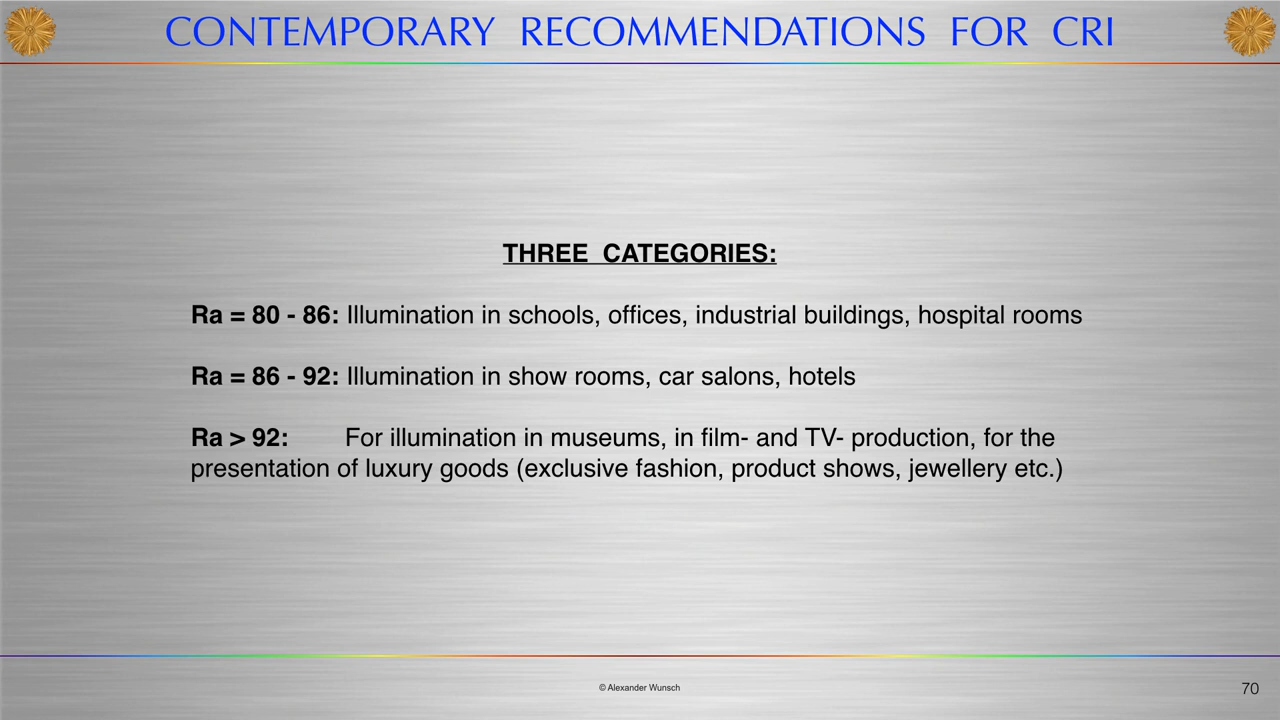 CONTEMPORARY RECOMMENDATIONS FOR CRI
THREE CATEGORIES:
Ra = 80 - 86: Illumination in schools, offices, industrial buildings, hospital rooms
Ra = 86 - 92: Illumination in show rooms, car salons, hotels
Ra > 92: For illumination in museums, in film- and TV- production, for the
presentation of luxury goods (exclusive fashion, product shows, jewellery etc.)
© Alexander Wunsch
70